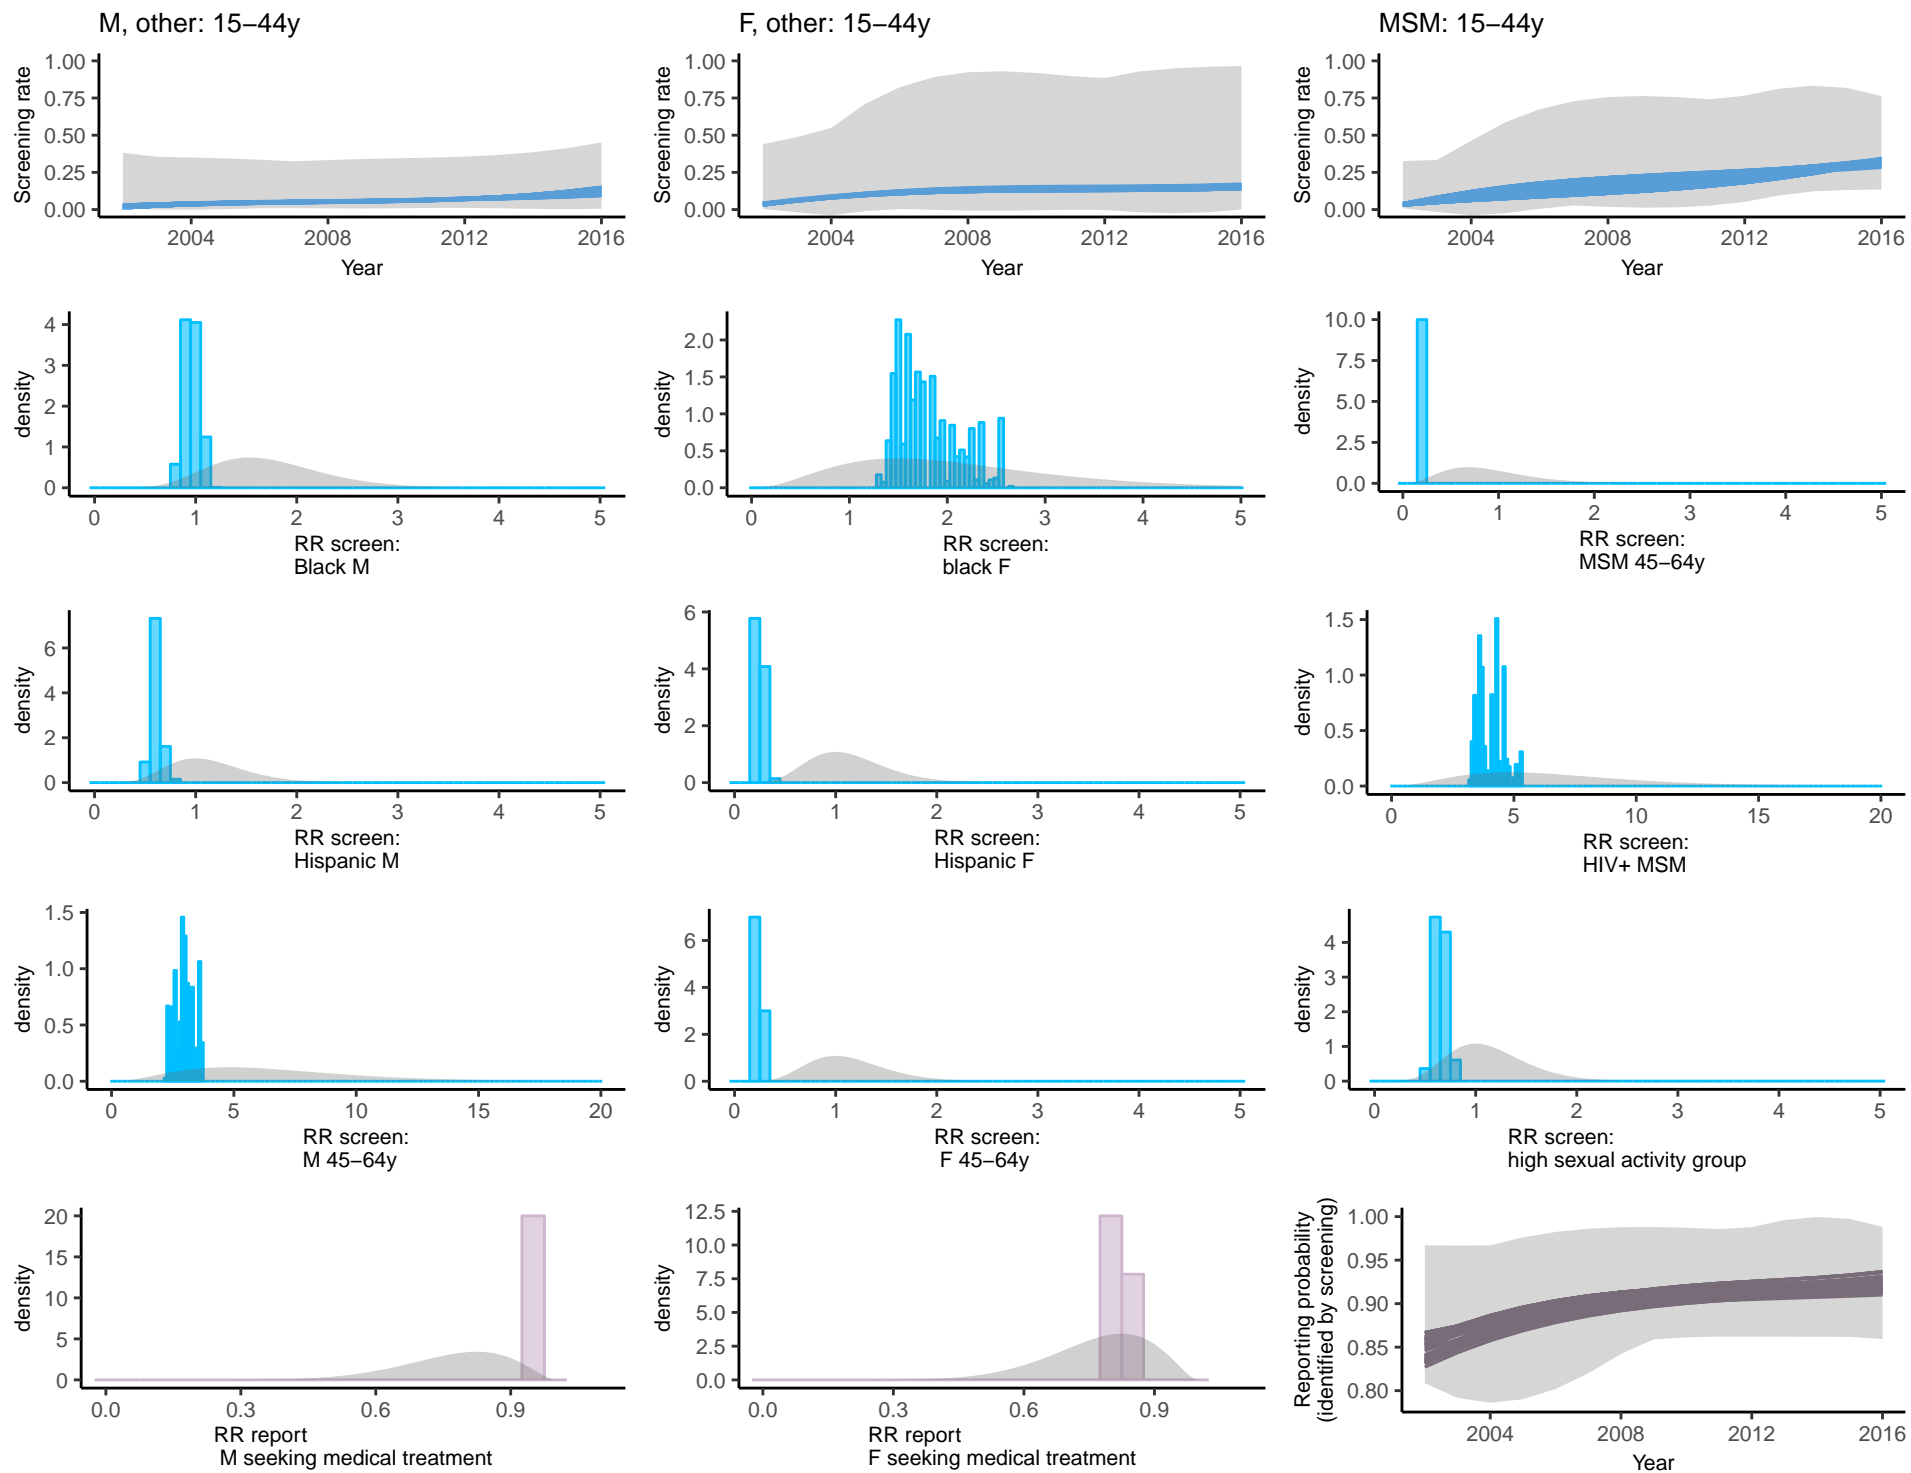 M, other: 15−44y
Screening rate
1.00
0.75
0.50
0.25
0.00
2004 2008 2012 2016
Year
F, other: 15−44y
Screening rate
1.00
0.75
0.50
0.25
0.00
2004 2008 2012 2016
Year
MSM: 15−44y
Screening rate
1.00
0.75
0.50
0.25
0.00
2004 2008 2012 2016
Year
density
4
3
2
1
0
0 1 2 3 4 5
RR screen:
Black M
density
2.0
1.5
1.0
0.5
0.0
0 1 2 3 4 5
RR screen:
black F
density
10.0
7.5
5.0
2.5
0.0
0 1 2 3 4 5
RR screen:
MSM 45−64y
density
6
4
2
0
0 1 2 3 4 5
RR screen:
Hispanic M
density
6
4
2
0
0 1 2 3 4 5
RR screen:
Hispanic F
density
1.5
1.0
0.5
0.0
0 5 10 15 20
RR screen:
HIV+ MSM
density
1.5
1.0
0.5
0.0
0 5 10 15 20
RR screen:
M 45−64y
density
6
4
2
0
0 1 2 3 4 5
RR screen:
F 45−64y
density
4
3
2
1
0
0 1 2 3 4 5
RR screen:
high sexual activity group
density
20
15
10
5
0
0.0 0.3 0.6 0.9
RR report
M seeking medical treatment
density
12.5
10.0
7.5
5.0
2.5
0.0
0.0 0.3 0.6 0.9
RR report
F seeking medical treatment
Reporting probability
(identified by screening)
1.00
0.95
0.90
0.85
0.80
2004 2008 2012 2016
Year